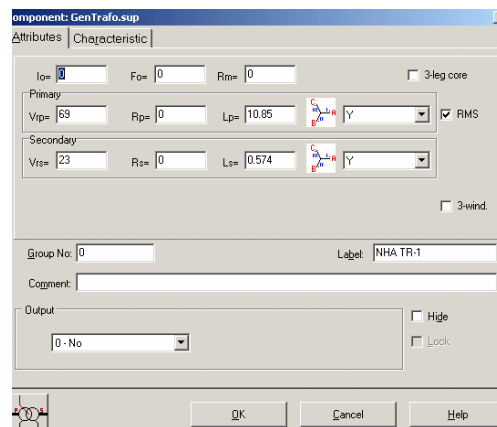 omponent: GenTrafo.sup
Attributes Characteristic
Io= 0 Fo= 0 Rm= 0 3-leg core
Primary
Vrp= 69 Rp= 0 Lp= 10.85 C A B Y RMS
Secondary
Vrs= 23 Rs= 0 Ls= 0.574 C A B Y
3-wind.
Group No: 0 Label: NHA TR-1
Comment:
Output
Hide
0 - No
Lock
P S
OK Cancel Help